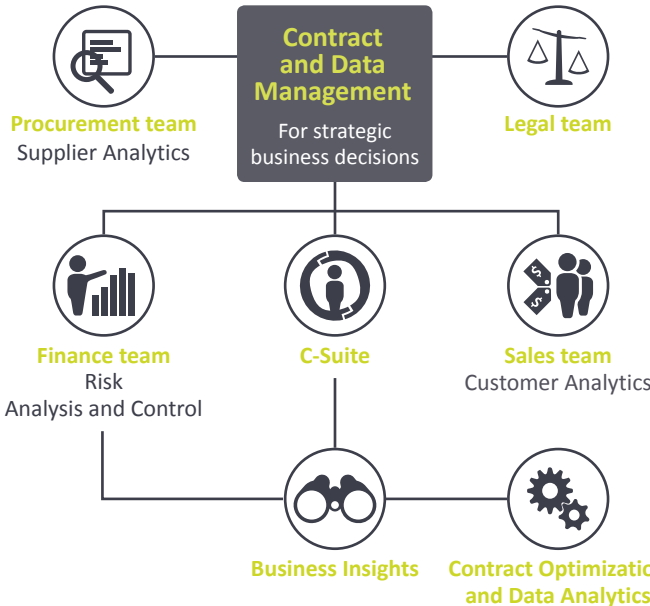 Contract
and Data
Management
For strategic
business decisions
Procurement team
Supplier Analytics
Legal team
Finance team
Risk
Analysis and Control
C-Suite
Sales team
Customer Analytics
Business Insights
Contract Optimizatio
and Data Analytics